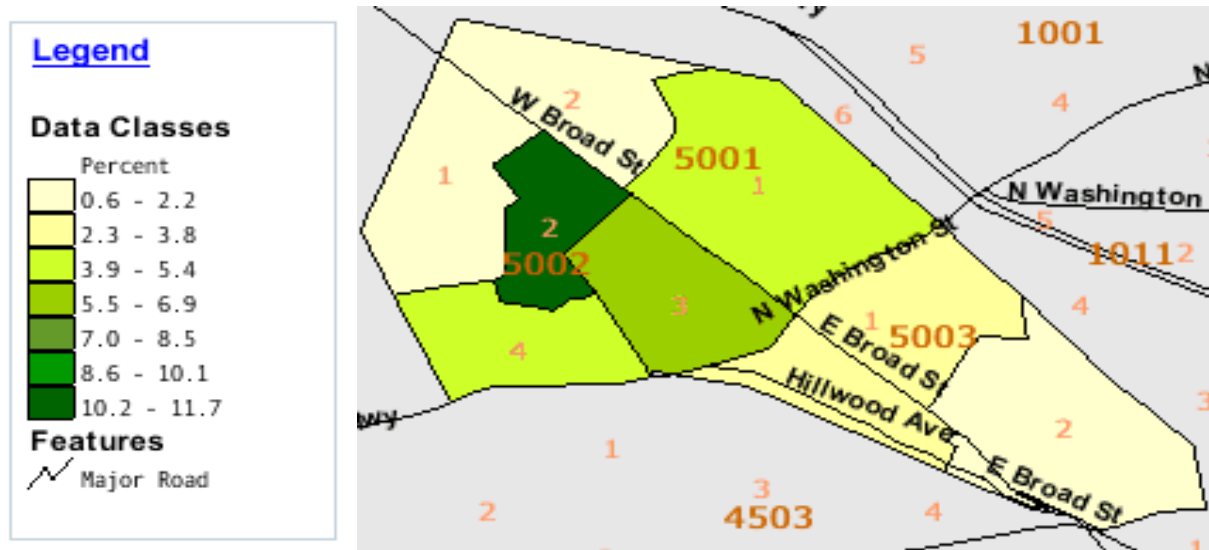 Legend
Data Classes
Percent
0.6 - 2.2
2.3 - 3.8
3.9 - 5.4
5.5 - 6.9
7.0 - 8.5
8.6 - 10.1
10.2 - 11.7
Features
Major Road
1001
5
4
6
2
W Broad St
5001
1
1
N Washington
N
2
5002
5
1011
2
N Washington St
3
4
1
5003
E Broad St
4
Hillwood Ave
3
wy
2
1
E Broad St
3
4503
2
4
1